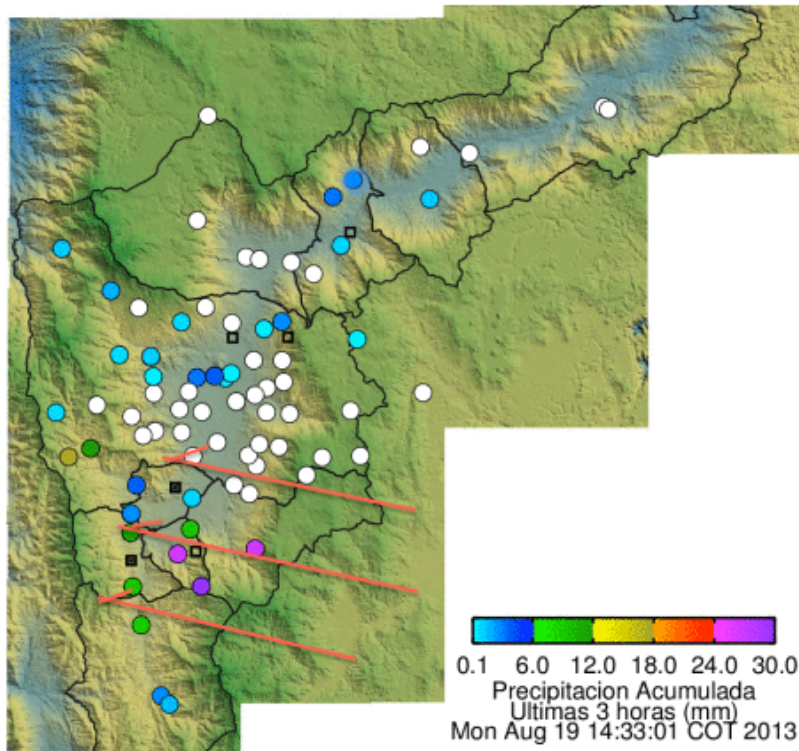 0.1 6.0 12.0 18.0 24.0 30.0
Precipitacion Acumulada
Ultimas 3 horas (mm)
Mon Aug 19 14:33:01 COT 2013